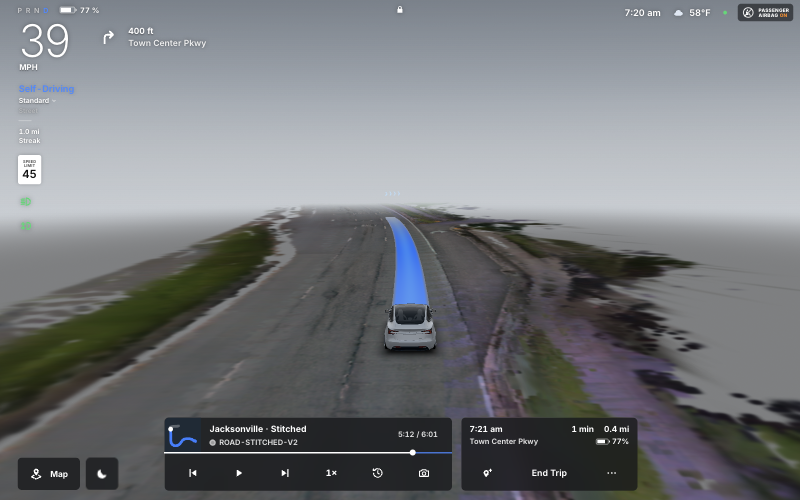 P R N
77 %
7:20 am
58°F
PASSENGER
AIRBAG ON
39
MPH
400 ft
Town Center Pkwy
Self-Driving
Standard
1.0 mi
Streak
SPEED
LIMIT
45
Jacksonville · Stitched
ROAD-STITCHED-V2
5:12 / 6:01
1×
7:21 am
1 min
0.4 mi
Town Center Pkwy
77%
End Trip
Map